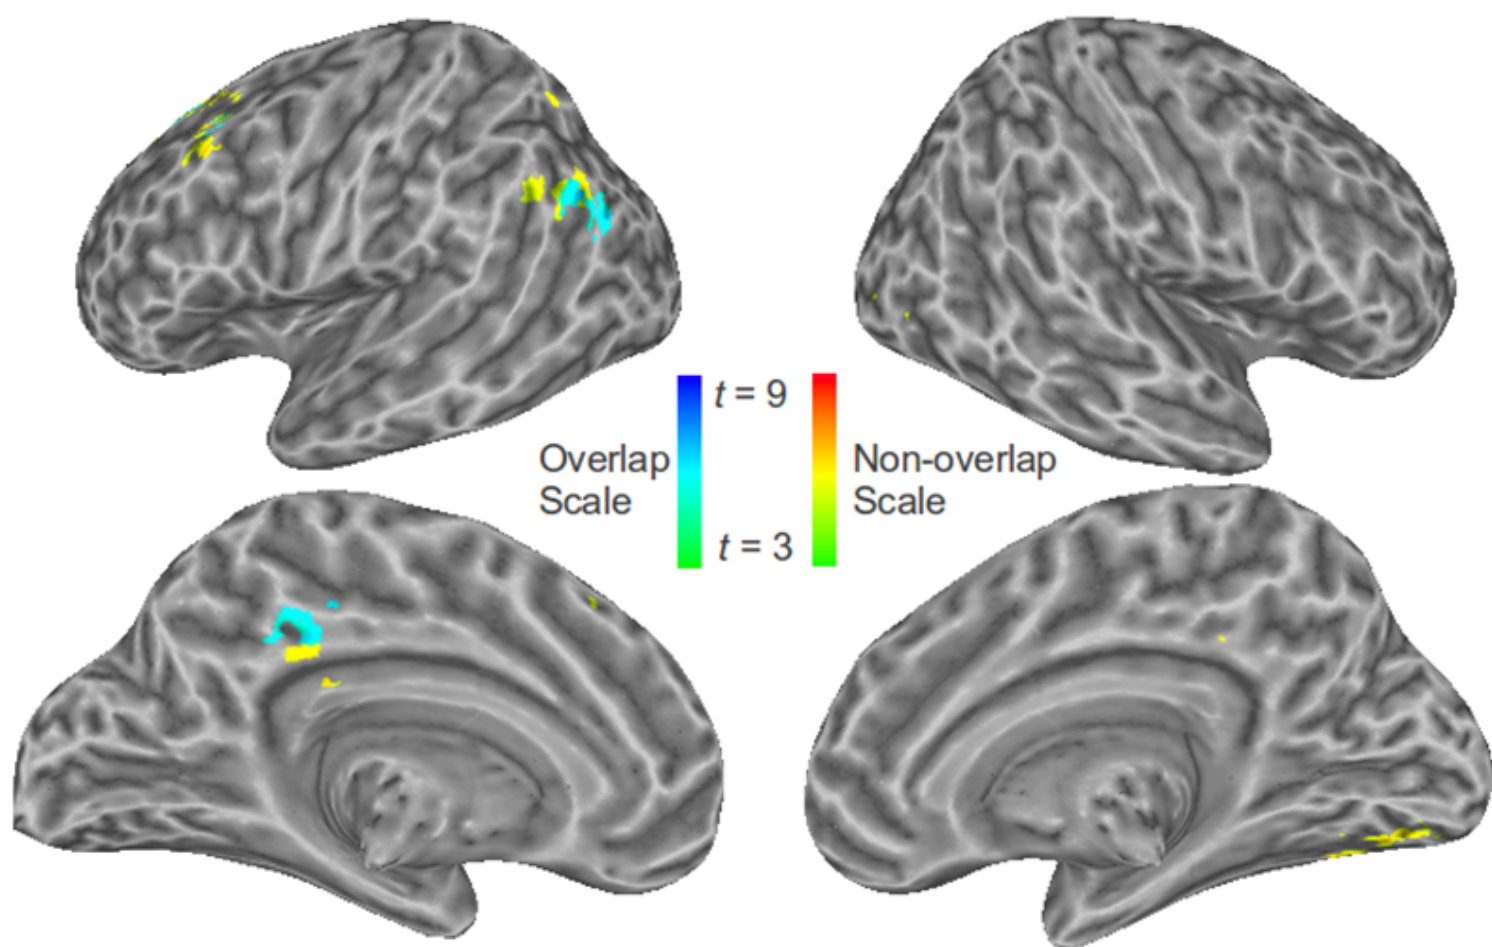 t = 9
Overlap
Scale
Non-overlap
Scale
t = 3